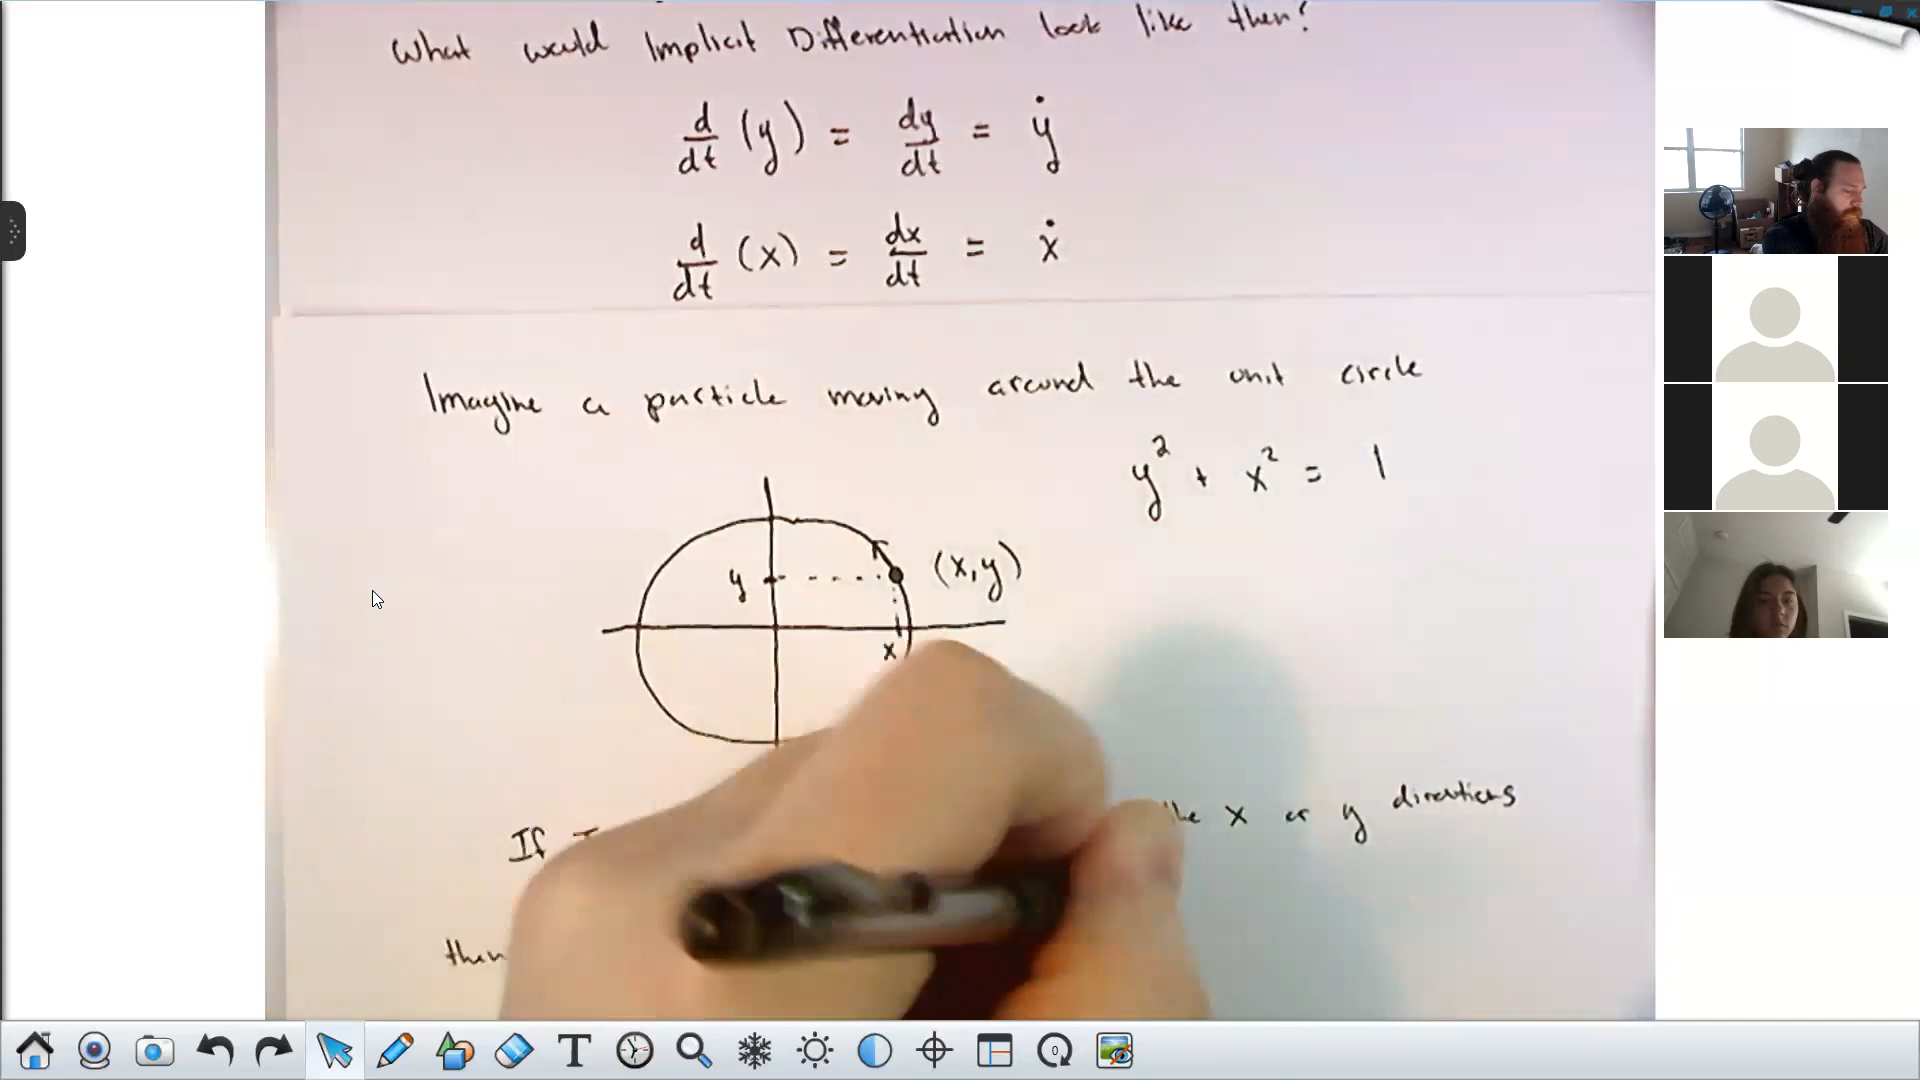 What would Implicit Differentiation look like then?
d/dt (y) = dy/dt = ẏ
d/dt (x) = dx/dt = ẋ
Imagine a particle moving around the unit circle
y² + x² = 1
(x,y)
y
x
If I the x or y directions
then
T
0